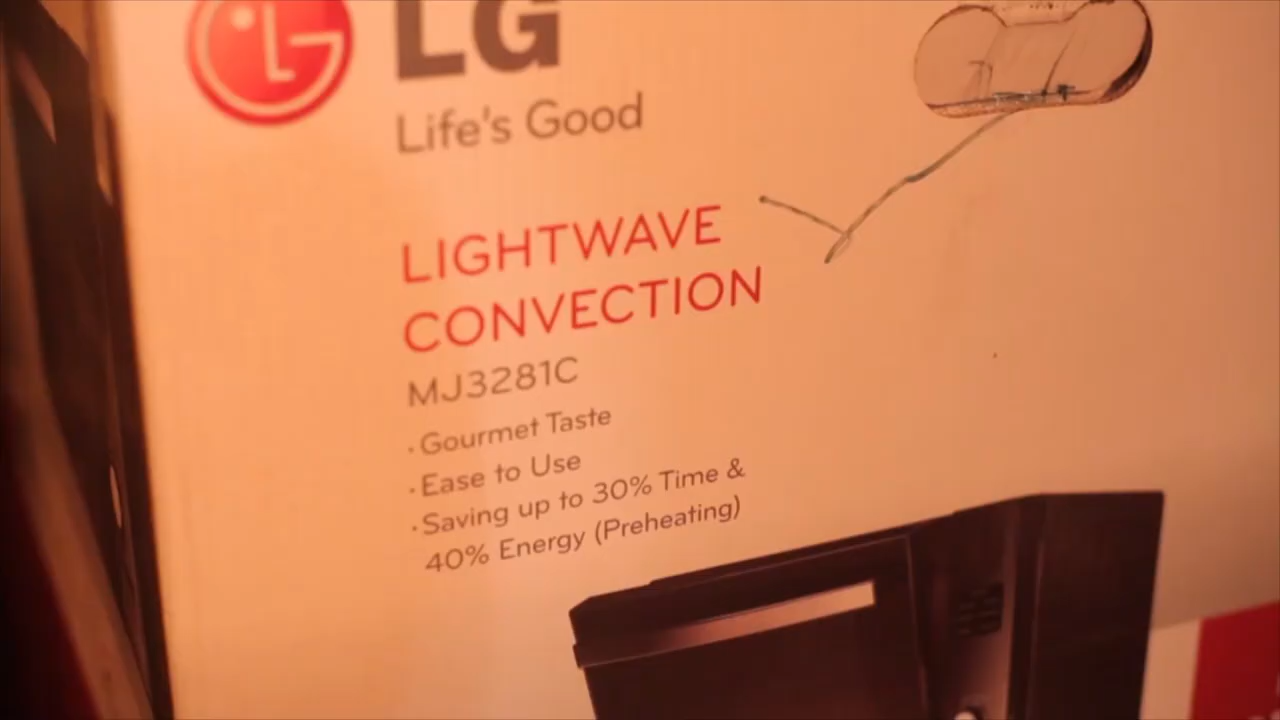 LG
Life's Good
LIGHTWAVE
CONVECTION
MJ3281C
· Gourmet Taste
· Ease to Use
· Saving up to 30% Time &
40% Energy (Preheating)